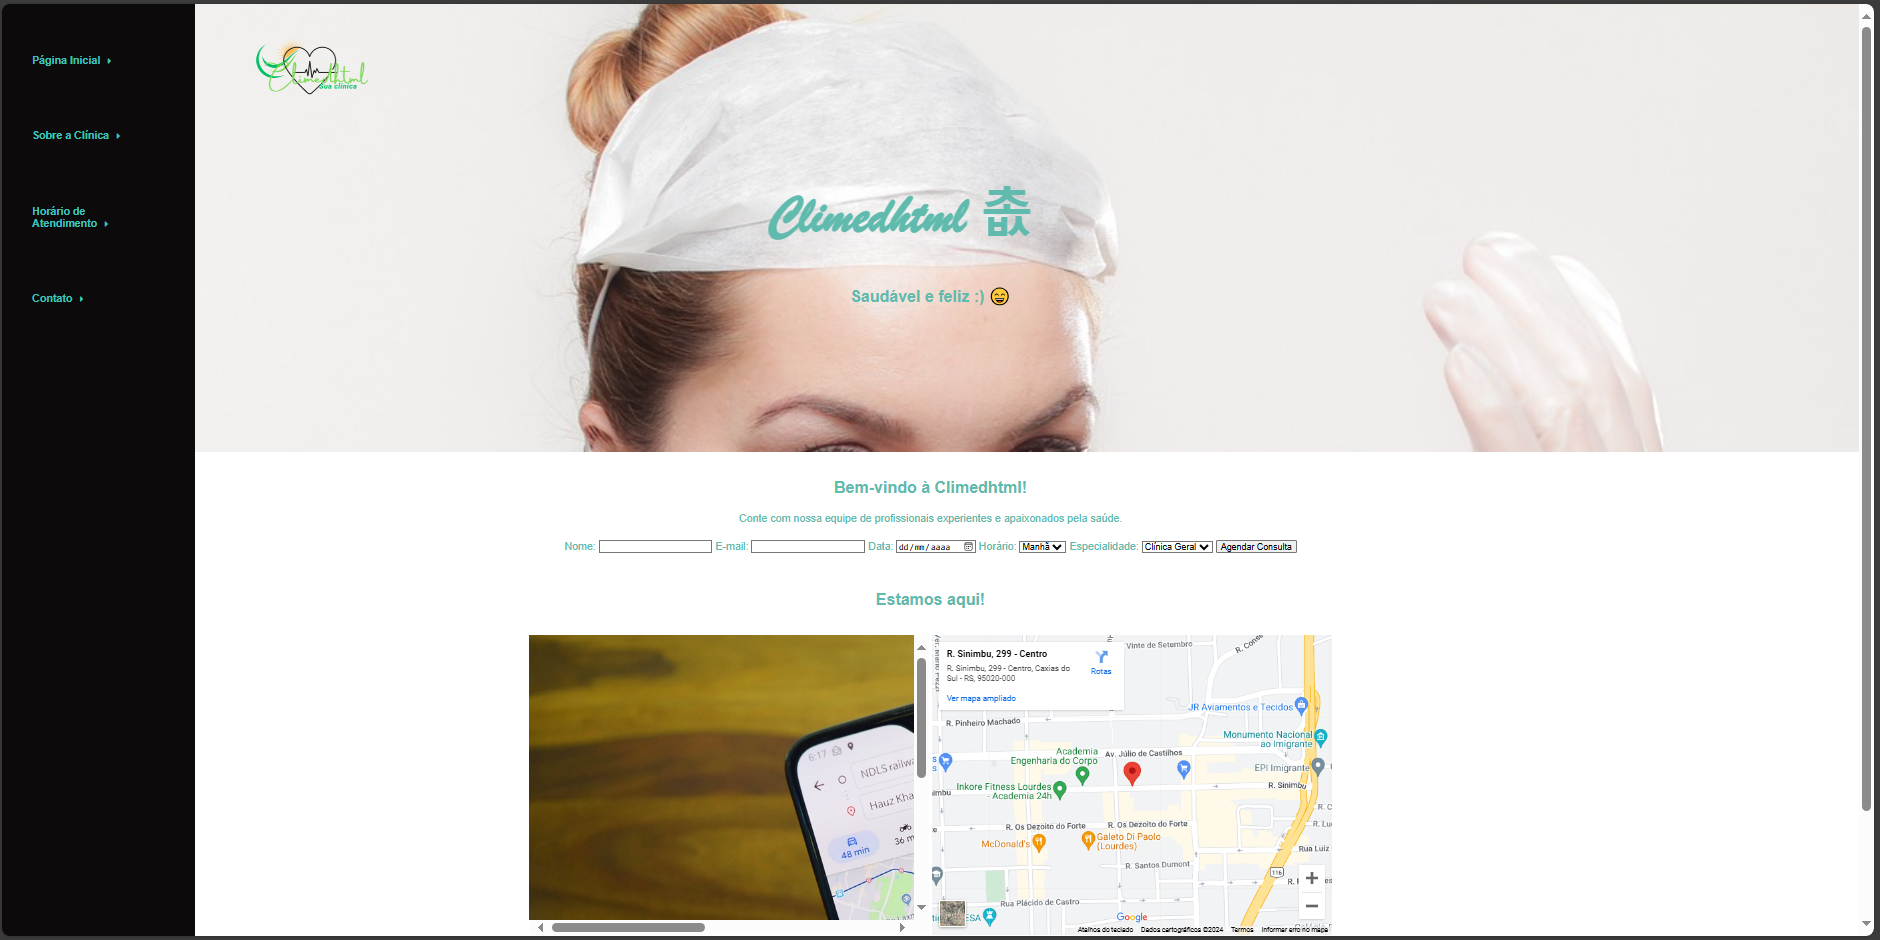 Página Inicial
Sobre a Clínica
Horário de
Atendimento
Contato
Climedhtml
Sua clínica
Climedhtml 츖
Saudável e feliz :) 😄
Bem-vindo à Climedhtml!
Conte com nossa equipe de profissionais experientes e apaixonados pela saúde.
Nome: E-mail: Data: dd/mm/aaaa Horário: Manhã Especialidade: Clínica Geral Agendar Consulta
Estamos aqui!
6:17
NDLS railwa
Hauz Kha
48 min
36 m
R. Sinimbu, 299 - Centro
R. Sinimbu, 299 - Centro, Caxias do
Sul - RS, 95020-000
Rotas
Ver mapa ampliado
Vinte de Setembro
R. Conse
JR Aviamentos e Tecidos
R. Pinheiro Machado
Monumento Nacional
ao Imigrante
Academia
Engenharia do Corpo
Av. Júlio de Castilhos
EPI Imigrante
Inkore Fitness Lourdes
- Academia 24h
R. Sinimbu
imbu
R. Os Dezoito do Forte
R. Os Dezoito do Forte
McDonald's
Galeto Di Paolo
(Lourdes)
R. Santos Dumont
Rua Luiz
116
Rua Plácido de Castro
ESA
Google
Atalhos do teclado
Dados cartográficos ©2024
Termos
Informar erro no mapa